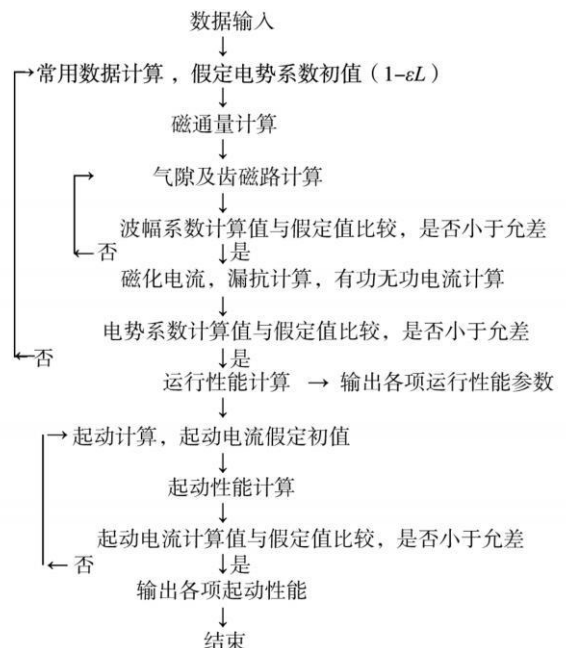 数据输入
常用数据计算，假定电势系数初值（1-εL）
磁通量计算
气隙及齿磁路计算
波幅系数计算值与假定值比较，是否小于允差
否
是
磁化电流，漏抗计算，有功无功电流计算
电势系数计算值与假定值比较，是否小于允差
否
是
运行性能计算 → 输出各项运行性能参数
起动计算，起动电流假定初值
起动性能计算
起动电流计算值与假定值比较，是否小于允差
否
是
输出各项起动性能
结束